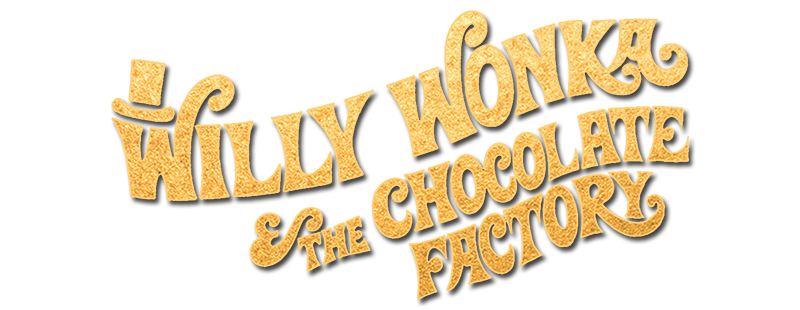 WILLY WONKA
& THE CHOCOLATE
FACTORY